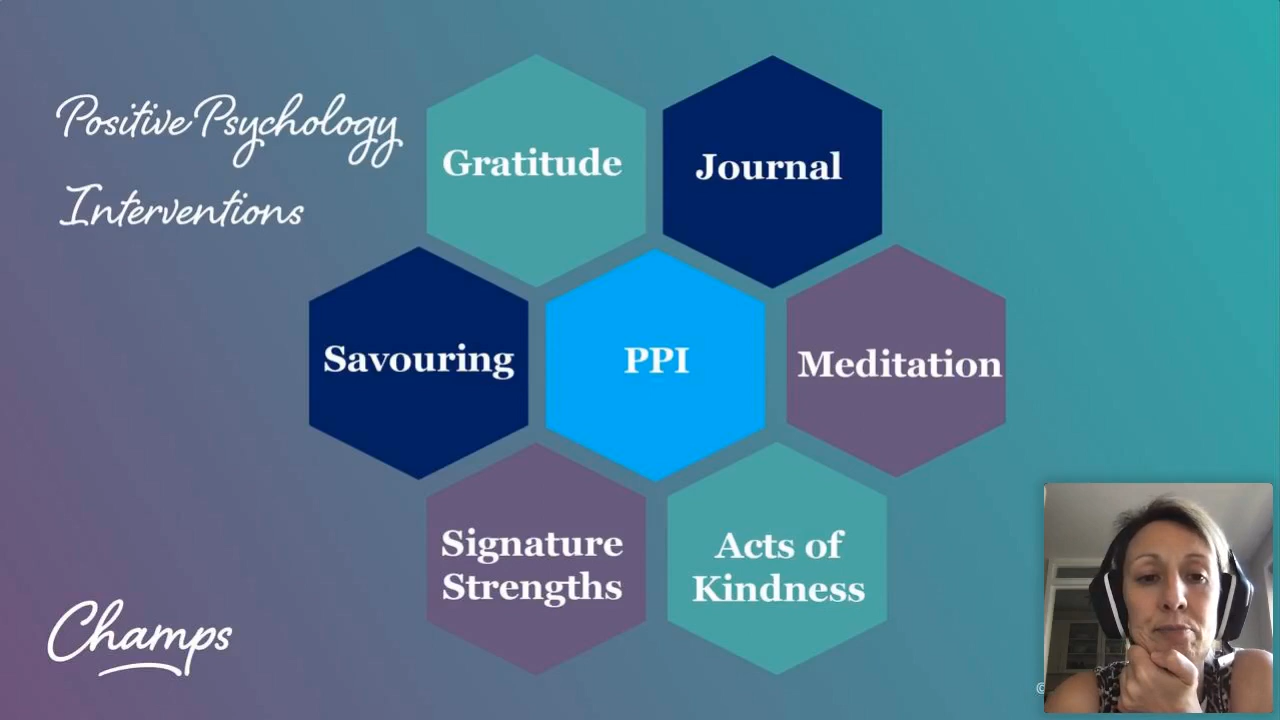 Positive Psychology
Interventions
Gratitude
Journal
Savouring
PPI
Meditation
Signature
Strengths
Acts of
Kindness
Champs
©